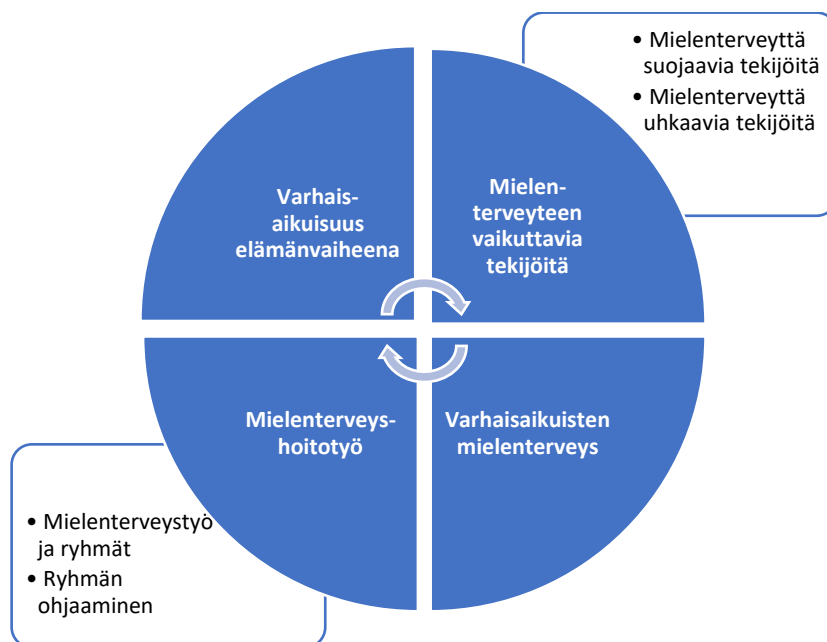 • Mielenterveyttä
suojaavia tekijöitä
• Mielenterveyttä
uhkaavia tekijöitä
Varhais-
aikuisuus
elämänvaiheena
Mielen-
terveyteen
vaikuttavia
tekijöitä
Mielenterveys-
hoitotyö
Varhaisaikuisten
mielenterveys
• Mielenterveystyö
ja ryhmät
• Ryhmän
ohjaaminen